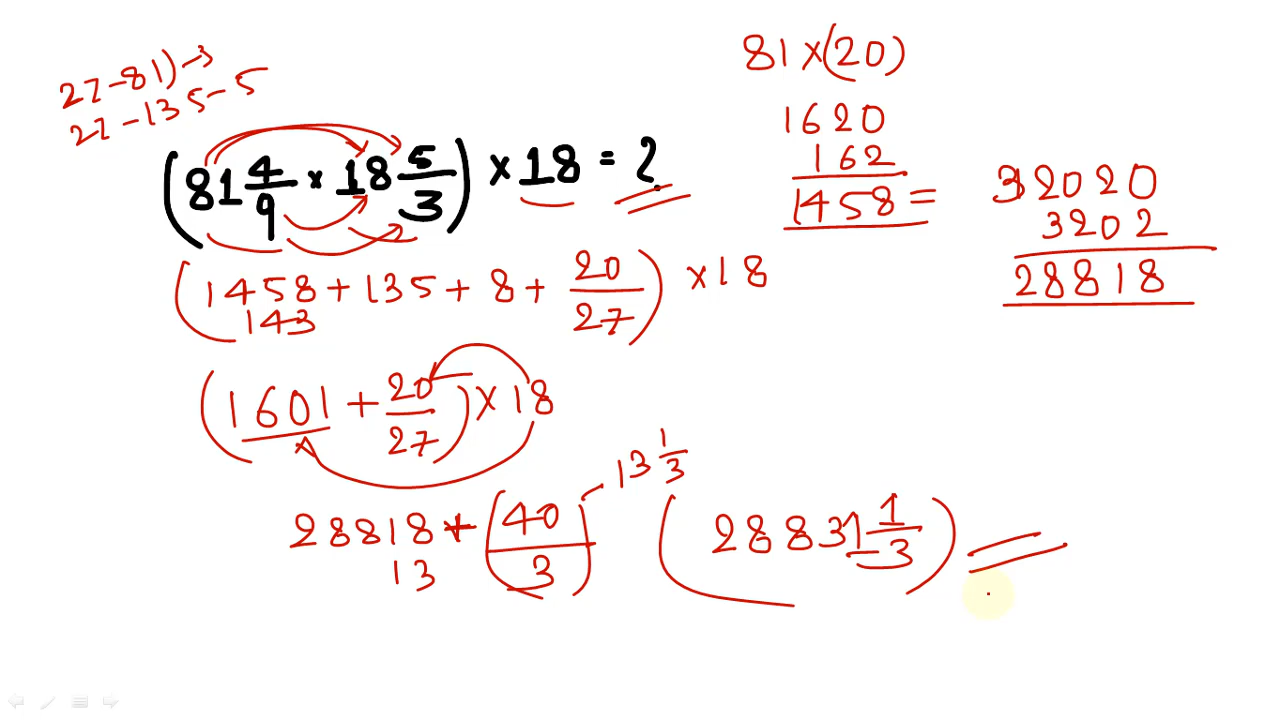 27-81)-3
27-135-5
(81 4/9 × 18 5/3) × 18 = ?
(1458 + 135 + 8 + 20/27) × 18
143
(1601 + 20/27) × 18
28818 + (40/3) 13 1/3
13
(28831 1/3)
81 × (20)
1620
162
1458 =
32020
3202
28818